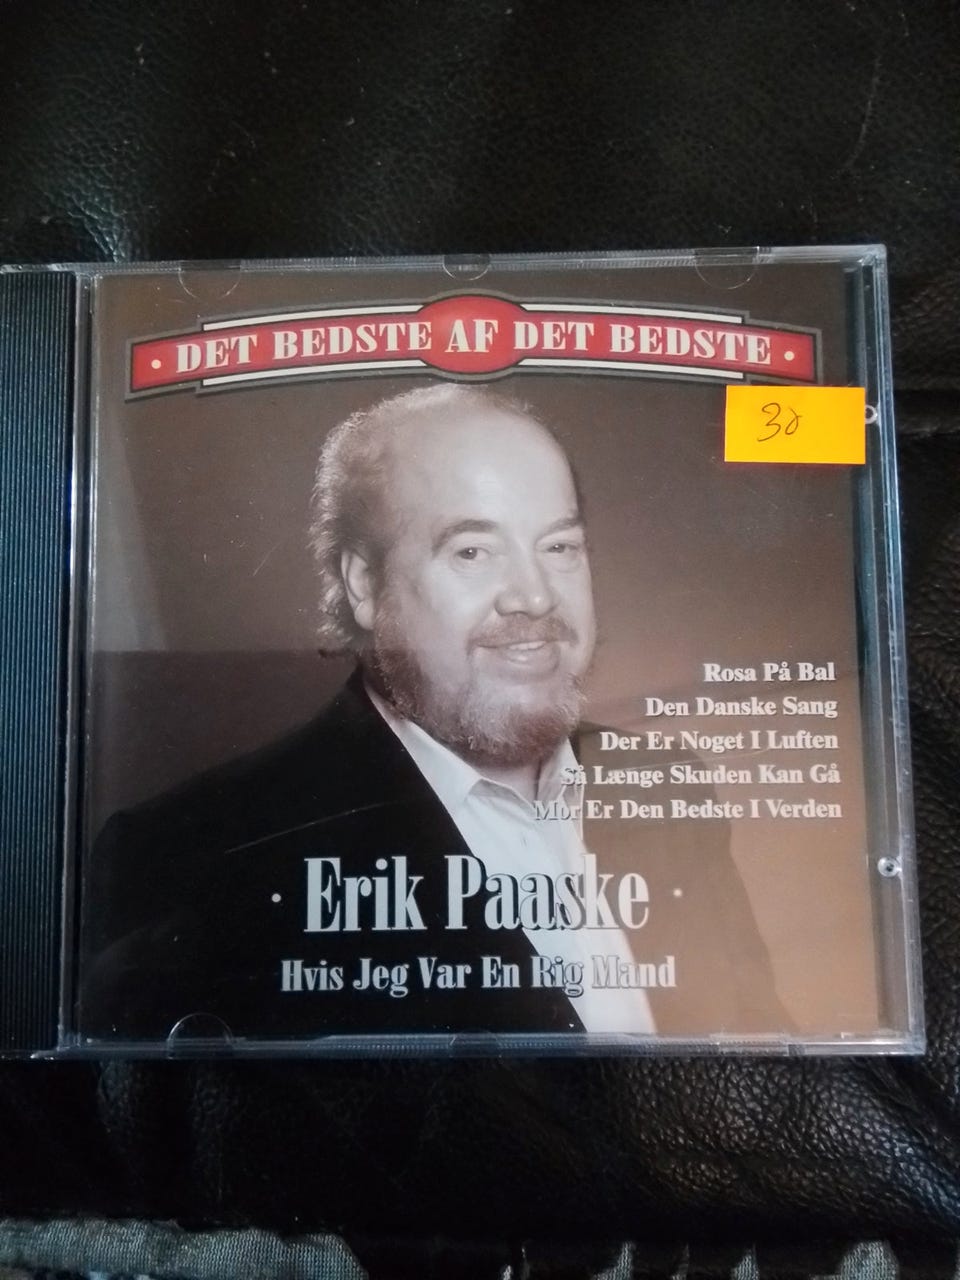 · DET BEDSTE AF DET BEDSTE ·
30
Rosa På Bal
Den Danske Sang
Der Er Noget I Luften
Så Længe Skuden Kan Gå
Mor Er Den Bedste I Verden
· Erik Paaske ·
Hvis Jeg Var En Rig Mand